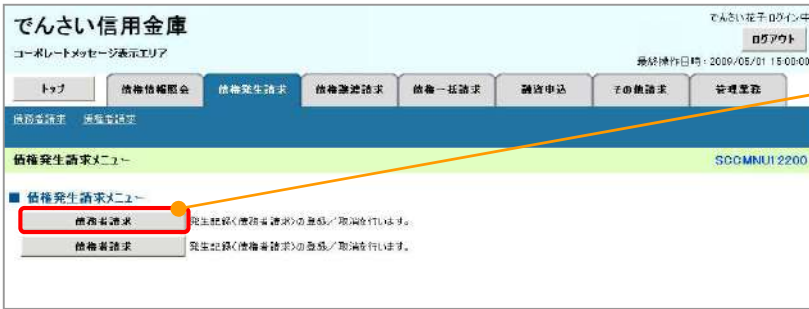 でんさい信用金庫
でんさい花子 ログイン中
ログアウト
コーポレートメッセージ表示エリア
最終操作日時:2009/05/01 15:00:00
トップ 債権情報照会 債権発生請求 債権譲渡請求 債権一括請求 融資申込 その他請求 管理業務
債務者請求 債権者請求
債権発生請求メニュー SCCMNU12200
■ 債権発生請求メニュー
債務者請求 発生記録(債務者請求)の登録/取消を行います。
債権者請求 発生記録(債権者請求)の登録/取消を行います。